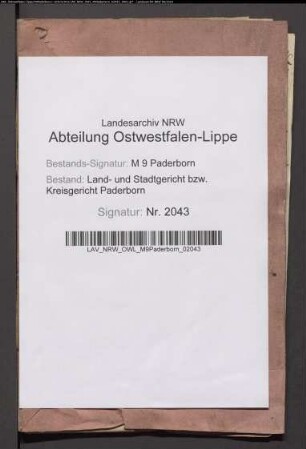 Landesarchiv NRW
Abteilung Ostwestfalen-Lippe
Bestands-Signatur: M 9 Paderborn
Bestand: Land- und Stadtgericht bzw.
Kreisgericht Paderborn
Signatur: Nr. 2043
LAV_NRW_OWL_M9Paderborn_02043